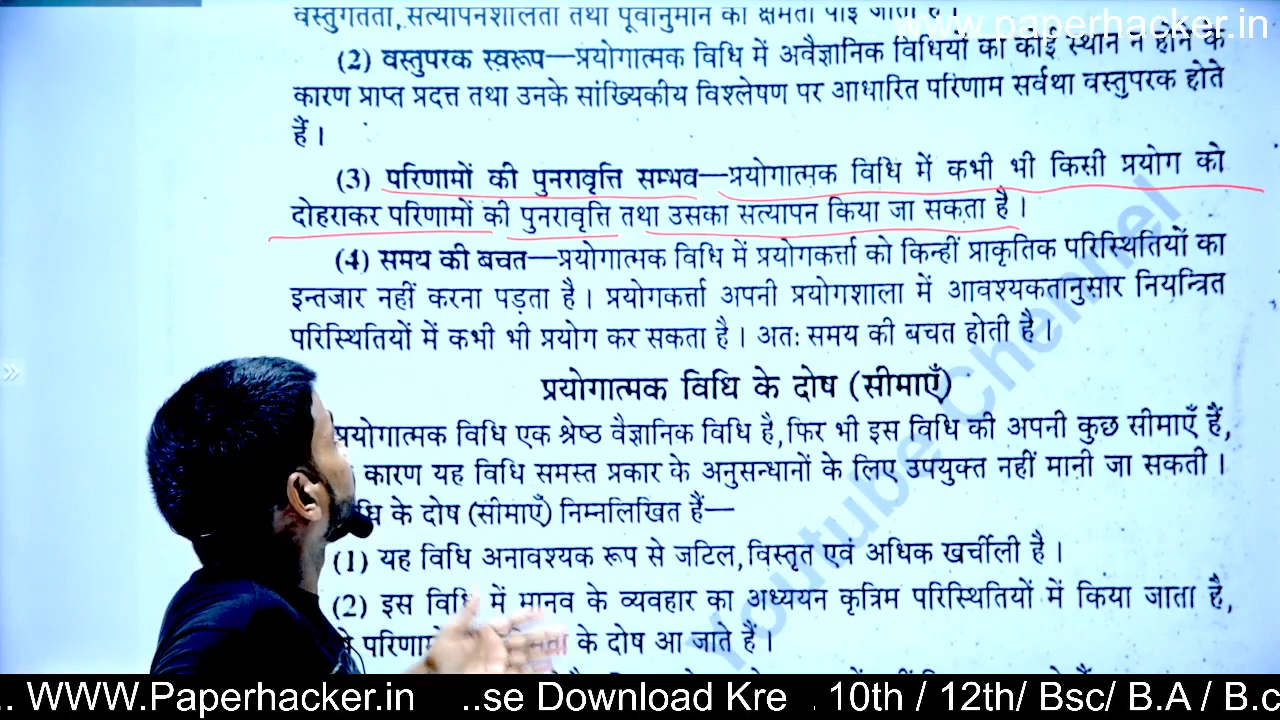 वस्तुगतता, सत्यापनशीलता तथा पूर्वानुमान की क्षमता पाई जाती है।
www.paperhacker.in
(2) वस्तुपरक स्वरूप—प्रयोगात्मक विधि में अवैज्ञानिक विधियों का कोई स्थान न होने के
कारण प्राप्त प्रदत्त तथा उनके सांख्यिकीय विश्लेषण पर आधारित परिणाम सर्वथा वस्तुपरक होते
हैं।
(3) परिणामों की पुनरावृत्ति सम्भव—प्रयोगात्मक विधि में कभी भी किसी प्रयोग को
दोहराकर परिणामों की पुनरावृत्ति तथा उसका सत्यापन किया जा सकता है।
(4) समय की बचत—प्रयोगात्मक विधि में प्रयोगकर्त्ता को किन्हीं प्राकृतिक परिस्थितियों का
इन्तजार नहीं करना पड़ता है। प्रयोगकर्त्ता अपनी प्रयोगशाला में आवश्यकतानुसार नियन्त्रित
परिस्थितियों में कभी भी प्रयोग कर सकता है। अतः समय की बचत होती है।
प्रयोगात्मक विधि के दोष (सीमाएँ)
प्रयोगात्मक विधि एक श्रेष्ठ वैज्ञानिक विधि है, फिर भी इस विधि की अपनी कुछ सीमाएँ हैं,
कारण यह विधि समस्त प्रकार के अनुसन्धानों के लिए उपयुक्त नहीं मानी जा सकती।
के दोष (सीमाएँ) निम्नलिखित हैं—
(1) यह विधि अनावश्यक रूप से जटिल, विस्तृत एवं अधिक खर्चीली है।
(2) इस विधि में मानव के व्यवहार का अध्ययन कृत्रिम परिस्थितियों में किया जाता है,
के दोष आ जाते हैं।
Youtube Chennel
.. WWW.Paperhacker.in ..se Download Kre . 10th / 12th/ Bsc/ B.A / B.c